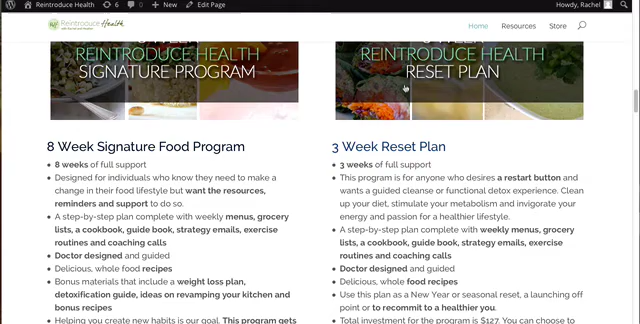 Reintroduce Health 6 0 New Edit Page Howdy, Rachel
Reintroduce Health Home Resources Store
REINTRODUCE HEALTH
SIGNATURE PROGRAM
REINTRODUCE HEALTH
RESET PLAN
8 Week Signature Food Program
8 weeks of full support
Designed for individuals who know they need to make a
change in their food lifestyle but want the resources,
reminders and support to do so.
A step-by-step plan complete with weekly menus, grocery
lists, a cookbook, guide book, strategy emails, exercise
routines and coaching calls
Doctor designed and guided
Delicious, whole food recipes
Bonus materials that include a weight loss plan,
detoxification guide, ideas on revamping your kitchen and
bonus recipes
Helping you create new habits is our goal. This program gets
3 Week Reset Plan
3 weeks of full support
This program is for anyone who desires a restart button and
wants a guided cleanse or functional detox experience. Clean
up your diet, stimulate your metabolism and invigorate your
energy and passion for a healthier lifestyle.
A step-by-step plan complete with weekly menus, grocery
lists, a cookbook, guide book, strategy emails, exercise
routines and coaching calls
Doctor designed and guided
Delicious, whole food recipes
Use this plan as a New Year or seasonal reset, a launching off
point or to recommit to a healthier you.
Total investment for the program is $127. You can choose to